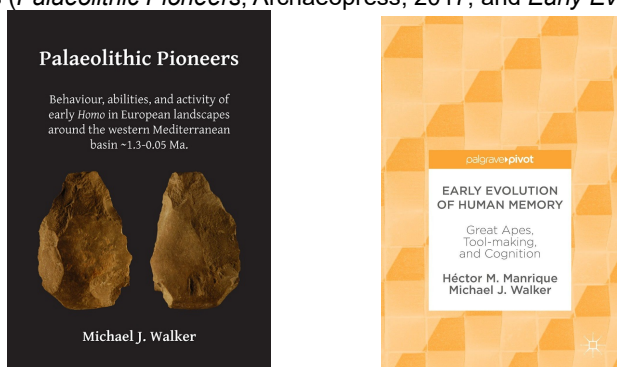 (Palaeolithic Pioneers, Archaeopress, 2017, and Early Ev
Palaeolithic Pioneers
Behaviour, abilities, and activity of
early Homo in European landscapes
around the western Mediterranean
basin ~1.3-0.05 Ma.
Michael J. Walker
palgrave▸pivot
EARLY EVOLUTION
OF HUMAN MEMORY
Great Apes,
Tool-making,
and Cognition
Héctor M. Manrique
Michael J. Walker